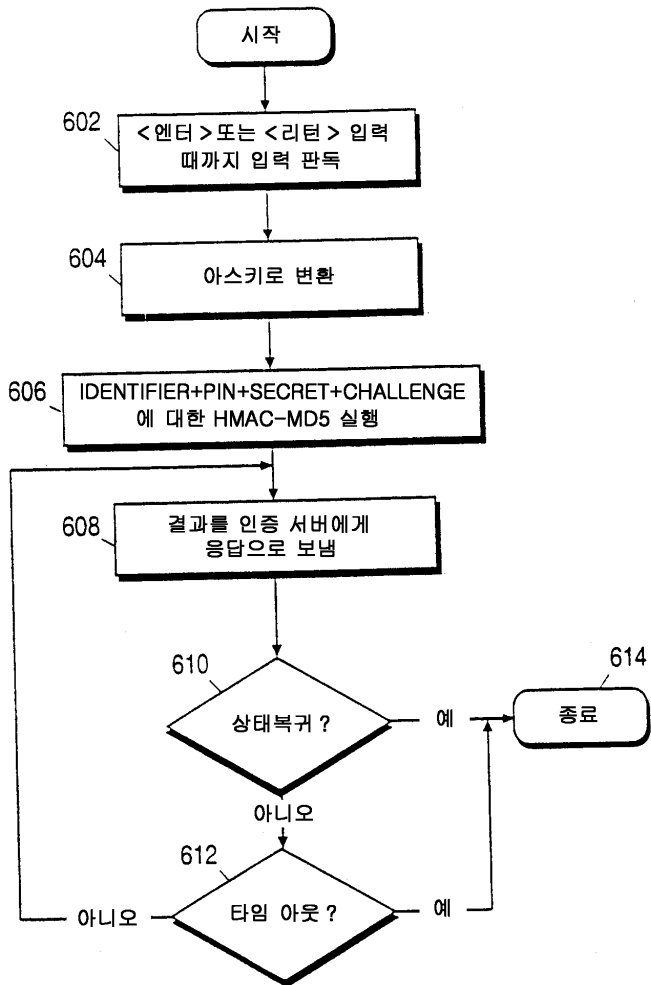 시작
602
<엔터>또는 <리턴> 입력
때까지 입력 판독
604
아스키로 변환
606
IDENTIFIER+PIN+SECRET+CHALLENGE
에 대한 HMAC-MD5 실행
608
결과를 인증 서버에게
응답으로 보냄
610
상태복귀?
예
614
종료
아니오
612
타임 아웃?
아니오
예